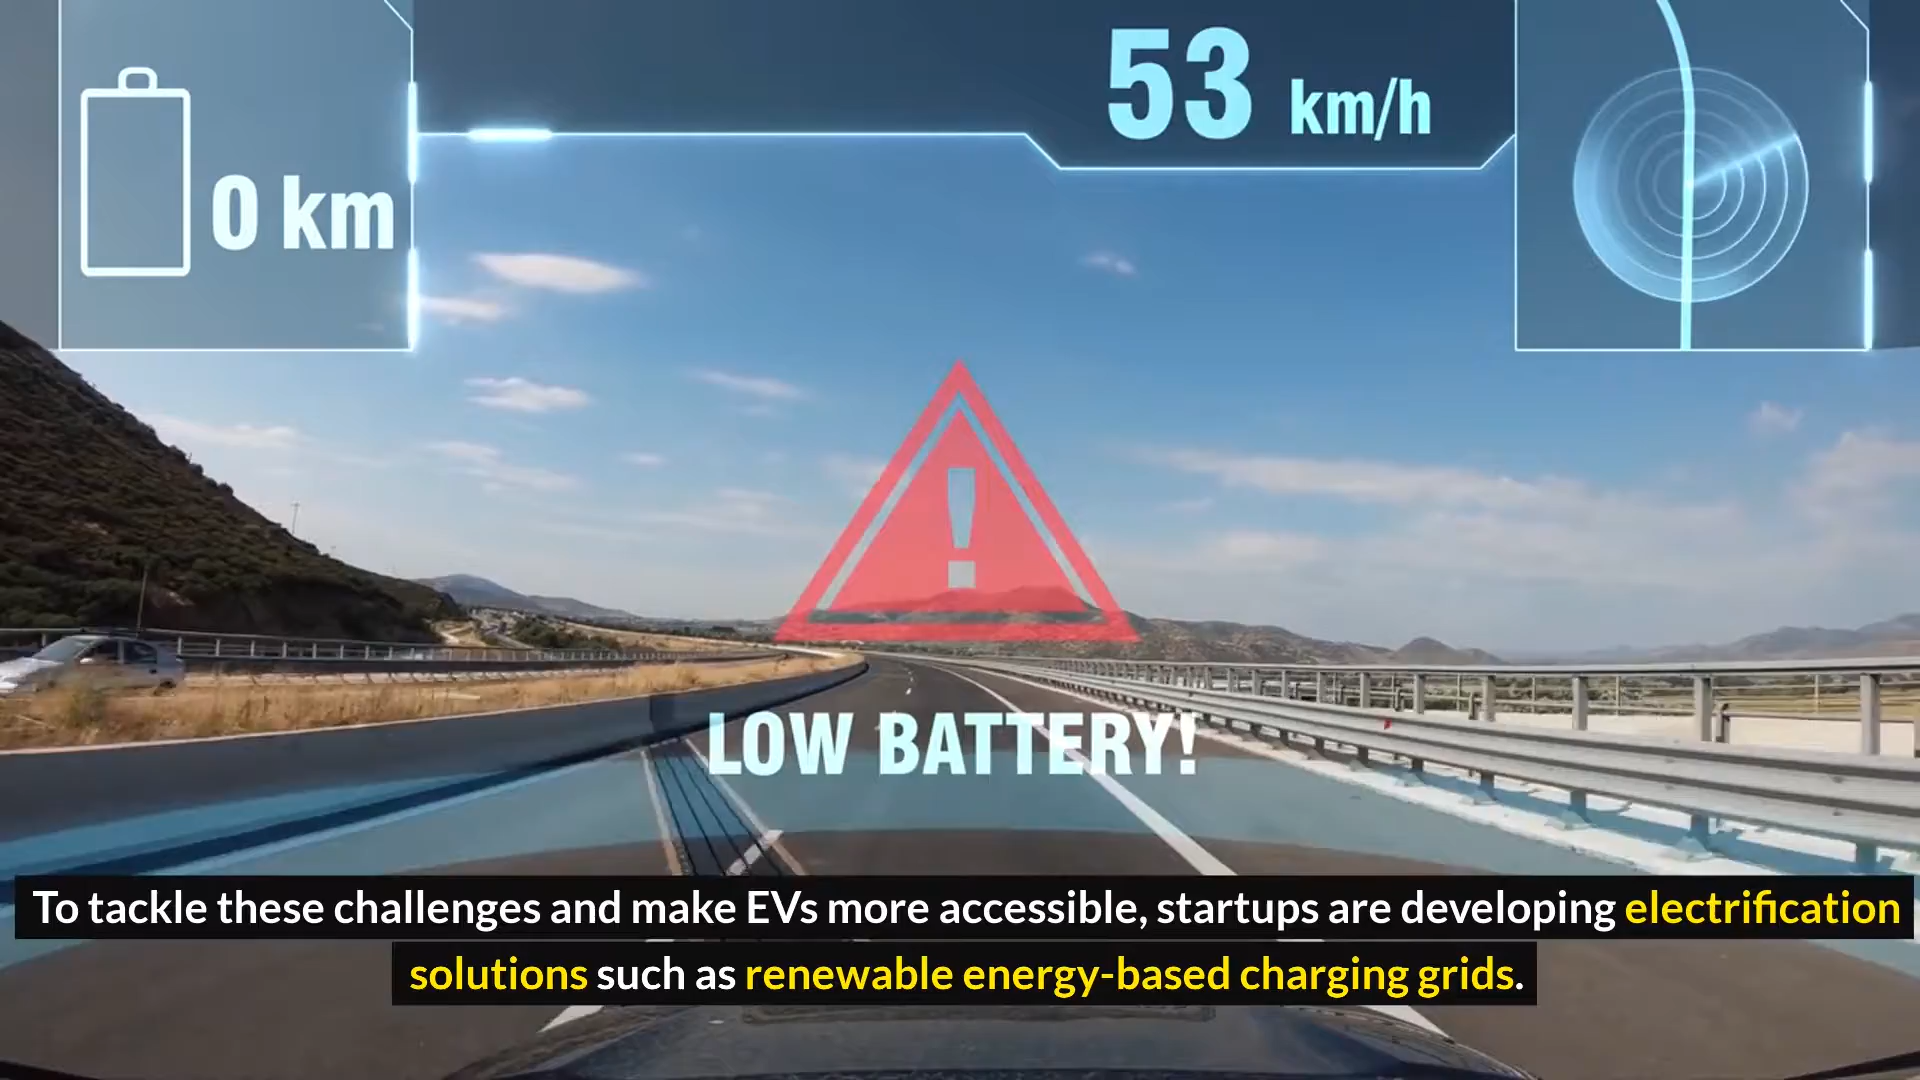 53 km/h
0 km
!
LOW BATTERY!
To tackle these challenges and make EVs more accessible, startups are developing electrification
solutions such as renewable energy-based charging grids.